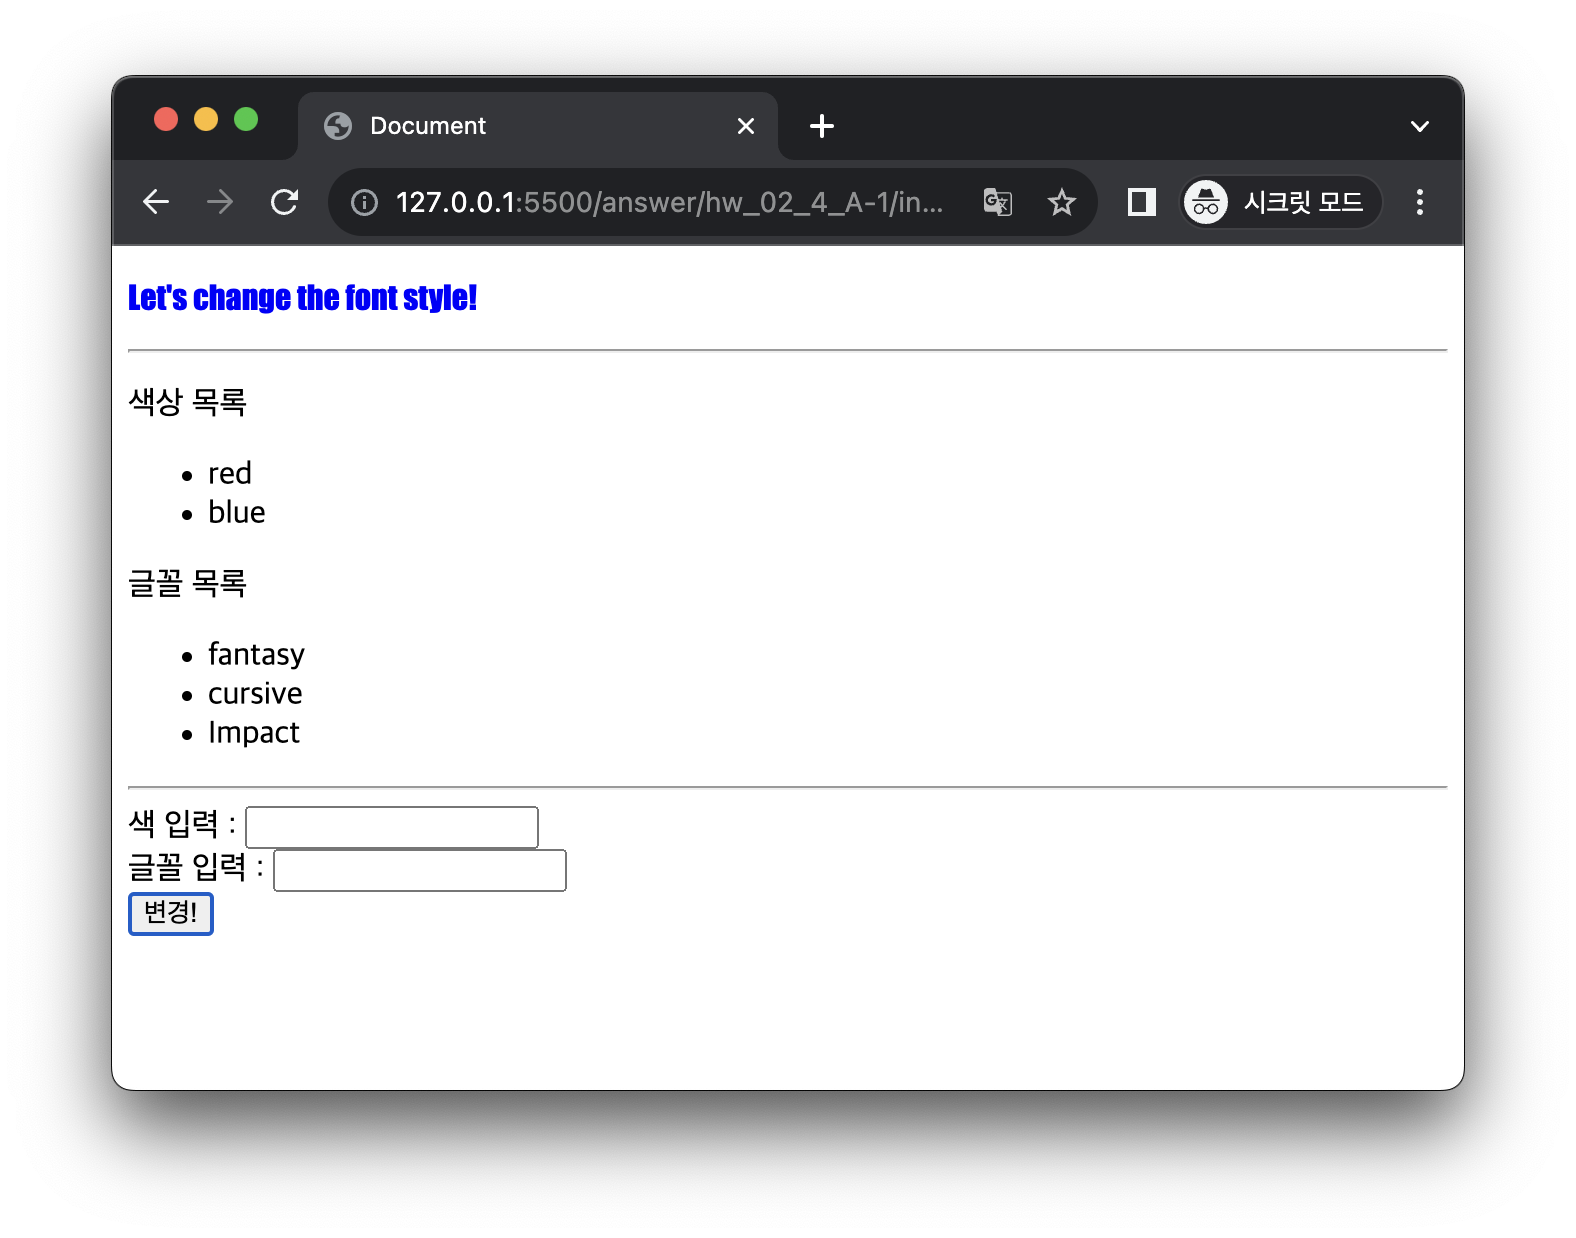 Document
127.0.0.1:5500/answer/hw_02_4_A-1/in...
시크릿 모드
Let's change the font style!
색상 목록
red
blue
글꼴 목록
fantasy
cursive
Impact
색 입력 :
글꼴 입력 :
변경!